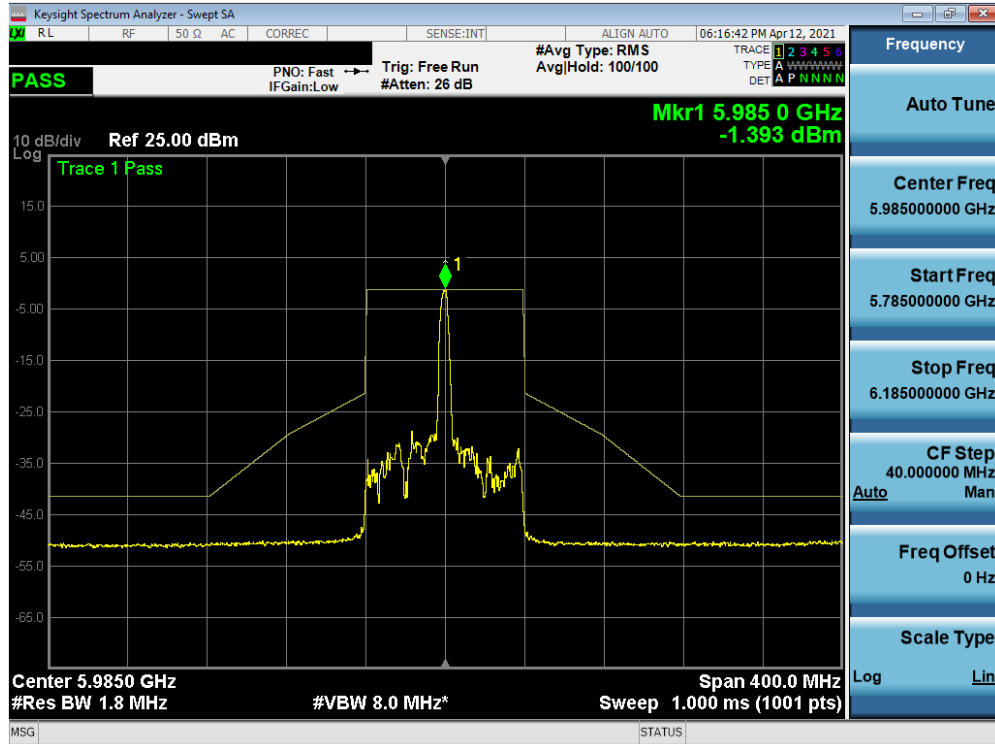 Keysight Spectrum Analyzer - Swept SA
LXI RL RF 50 Ω AC CORREC SENSE:INT ALIGN AUTO 06:16:42 PM Apr 12, 2021
PASS
PNO: Fast
IFGain:Low
Trig: Free Run
#Atten: 26 dB
#Avg Type: RMS
Avg|Hold: 100/100
TRACE 1 2 3 4 5 6
TYPE A WWWWW
DET A P N N N N
Mkr1 5.985 0 GHz
-1.393 dBm
10 dB/div Ref 25.00 dBm
Log
Trace 1 Pass
15.0
5.00
1
-5.00
-15.0
-25.0
-35.0
-45.0
-55.0
-65.0
Center 5.9850 GHz Span 400.0 MHz
#Res BW 1.8 MHz #VBW 8.0 MHz* Sweep 1.000 ms (1001 pts)
MSG STATUS
Frequency
Auto Tune
Center Freq
5.985000000 GHz
Start Freq
5.785000000 GHz
Stop Freq
6.185000000 GHz
CF Step
40.000000 MHz
Auto Man
Freq Offset
0 Hz
Scale Type
Log Lin